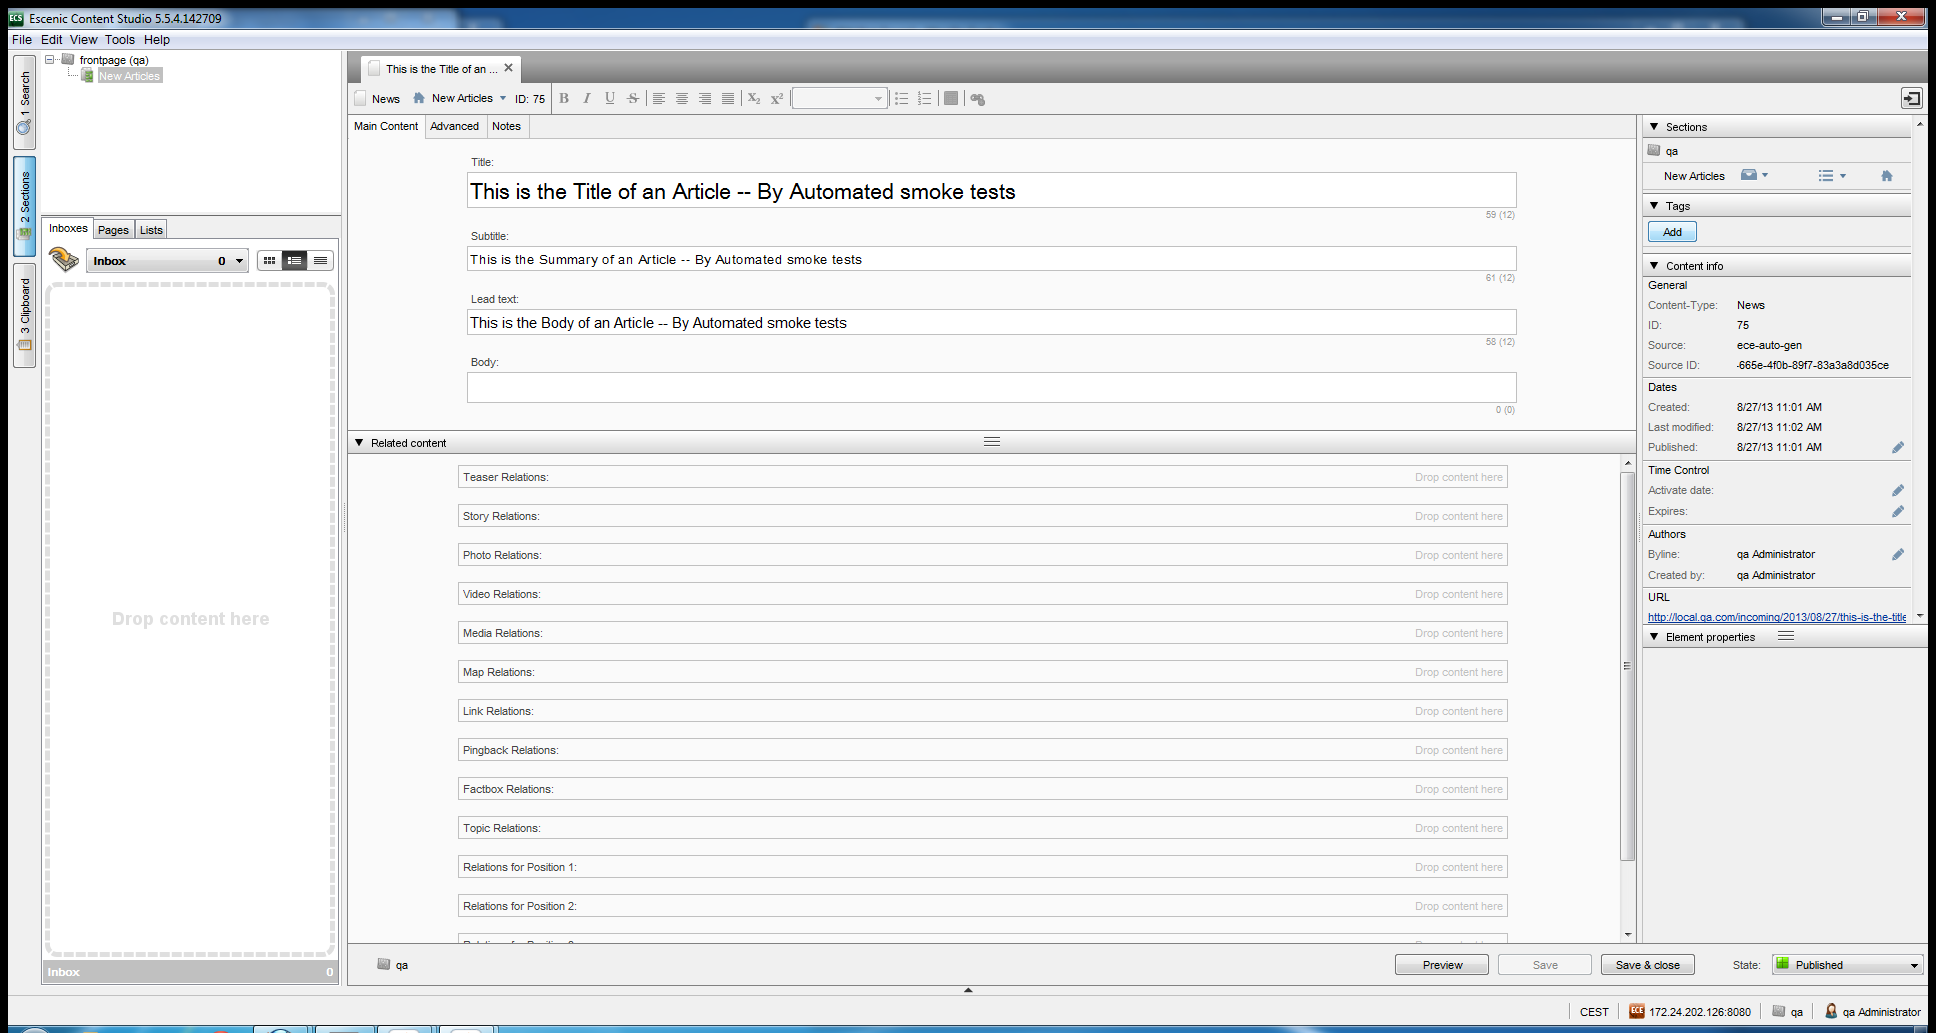 Escenic Content Studio 5.5.4.142709
File Edit View Tools Help
1 Search
2 Sections
3 Clipboard
frontpage (qa)
New Articles
Inboxes Pages Lists
Inbox 0
Drop content here
Inbox 0
This is the Title of an ...
News New Articles ID: 75 B I U S X2 X2
Main Content Advanced Notes
Title:
This is the Title of an Article -- By Automated smoke tests
59 (12)
Subtitle:
This is the Summary of an Article -- By Automated smoke tests
61 (12)
Lead text:
This is the Body of an Article -- By Automated smoke tests
58 (12)
Body:
0 (0)
Related content
Teaser Relations: Drop content here
Story Relations: Drop content here
Photo Relations: Drop content here
Video Relations: Drop content here
Media Relations: Drop content here
Map Relations: Drop content here
Link Relations: Drop content here
Pingback Relations: Drop content here
Factbox Relations: Drop content here
Topic Relations: Drop content here
Relations for Position 1: Drop content here
Relations for Position 2: Drop content here
qa
Preview Save Save & close State: Published
Sections
qa
New Articles
Tags
Add
Content info
General
Content-Type: News
ID: 75
Source: ece-auto-gen
Source ID: -665e-4f0b-89f7-83a3a8d035ce
Dates
Created: 8/27/13 11:01 AM
Last modified: 8/27/13 11:02 AM
Published: 8/27/13 11:01 AM
Time Control
Activate date:
Expires:
Authors
Byline: qa Administrator
Created by: qa Administrator
URL
http://local.qa.com/incoming/2013/08/27/this-is-the-title
Element properties
CEST ECE 172.24.202.126:8080 qa qa Administrator